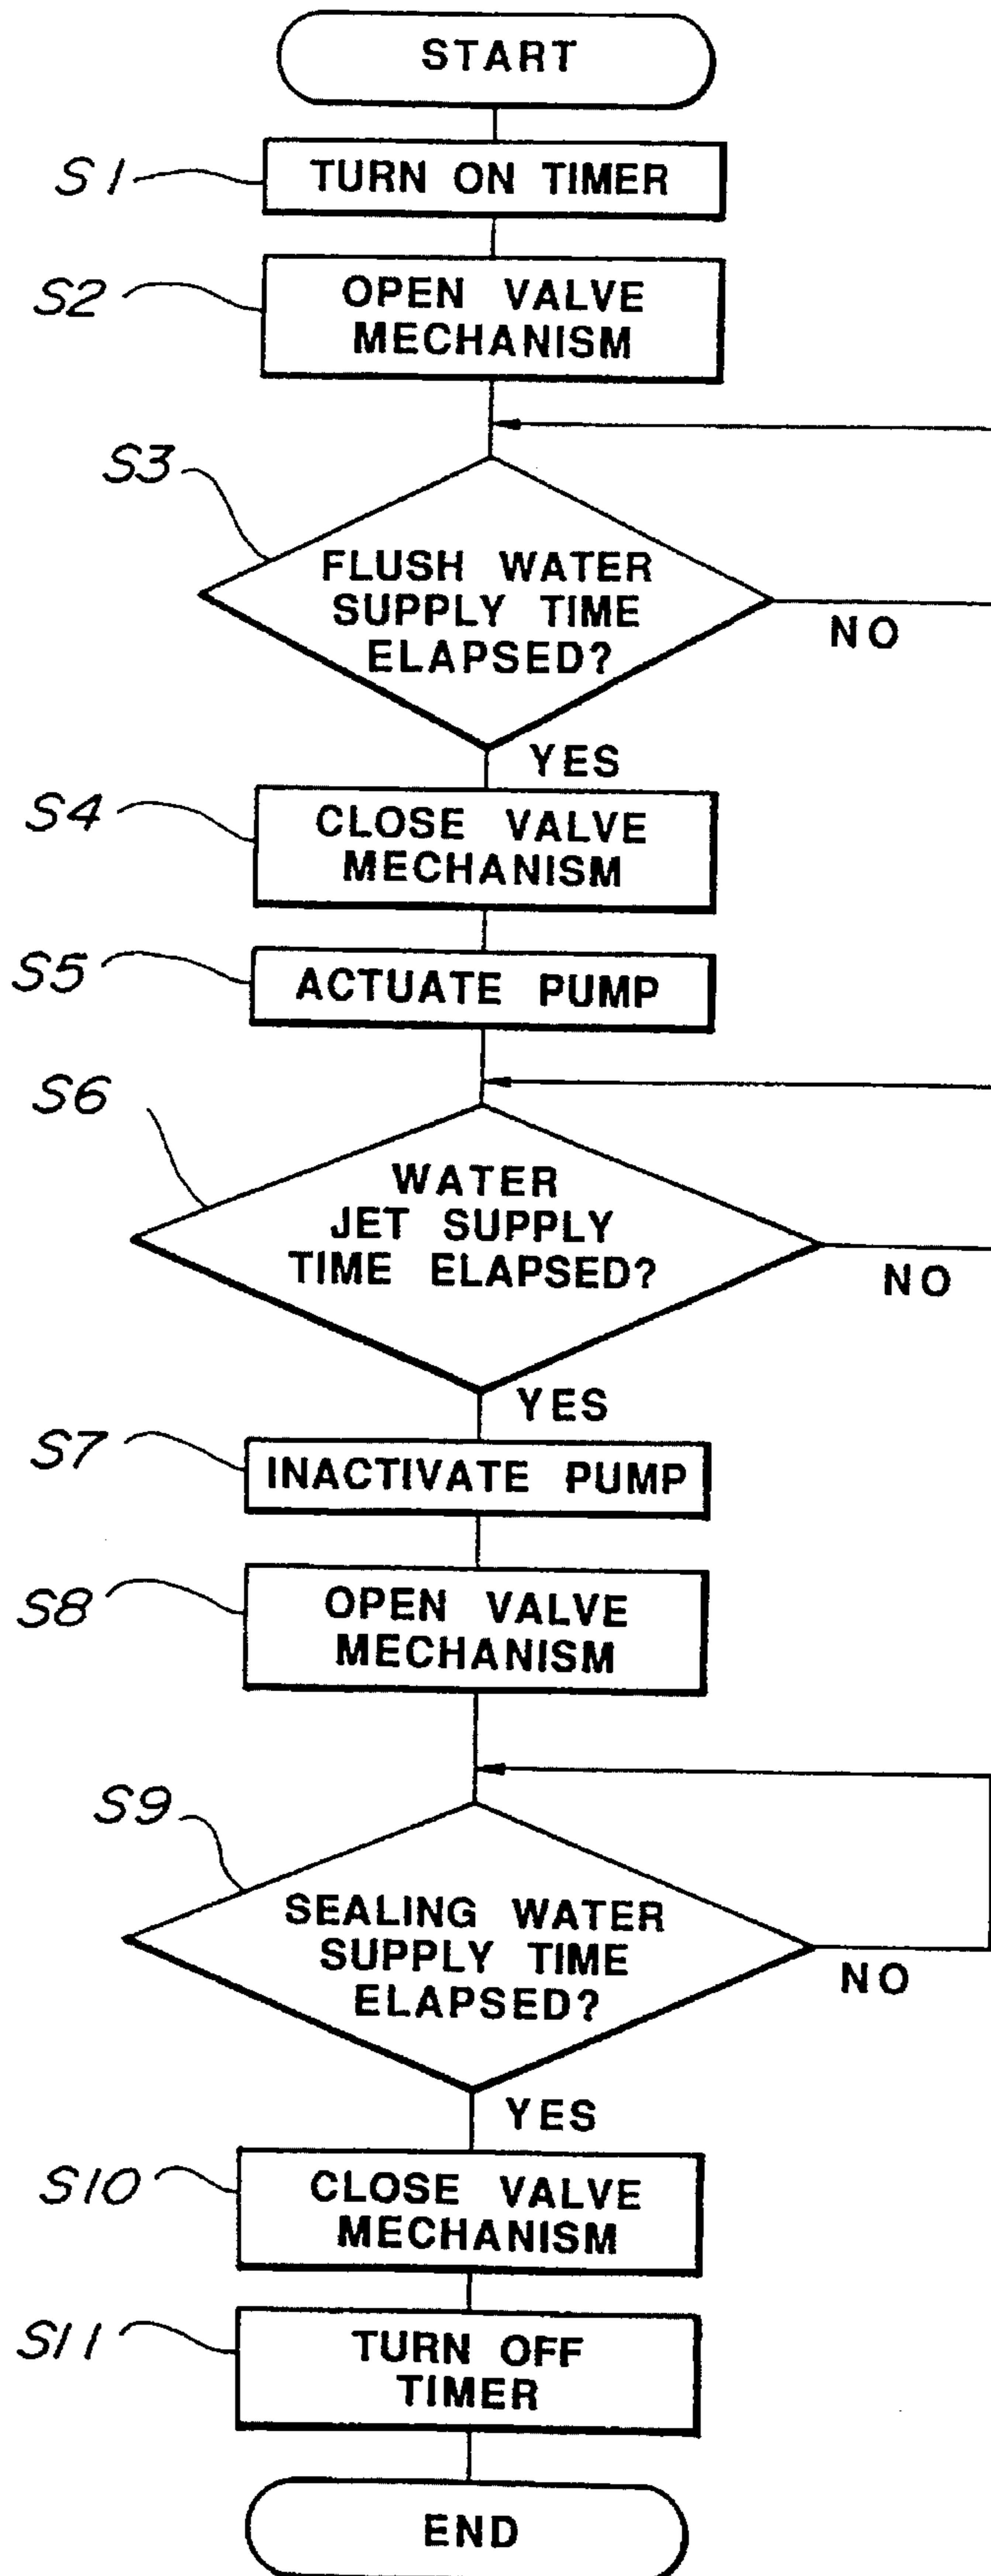 START
S1
TURN ON TIMER
S2
OPEN VALVE
MECHANISM
S3
FLUSH WATER
SUPPLY TIME
ELAPSED?
NO
YES
S4
CLOSE VALVE
MECHANISM
S5
ACTUATE PUMP
S6
WATER
JET SUPPLY
TIME ELAPSED?
NO
YES
S7
INACTIVATE PUMP
S8
OPEN VALVE
MECHANISM
S9
SEALING WATER
SUPPLY TIME
ELAPSED?
NO
YES
S10
CLOSE VALVE
MECHANISM
S11
TURN OFF
TIMER
END